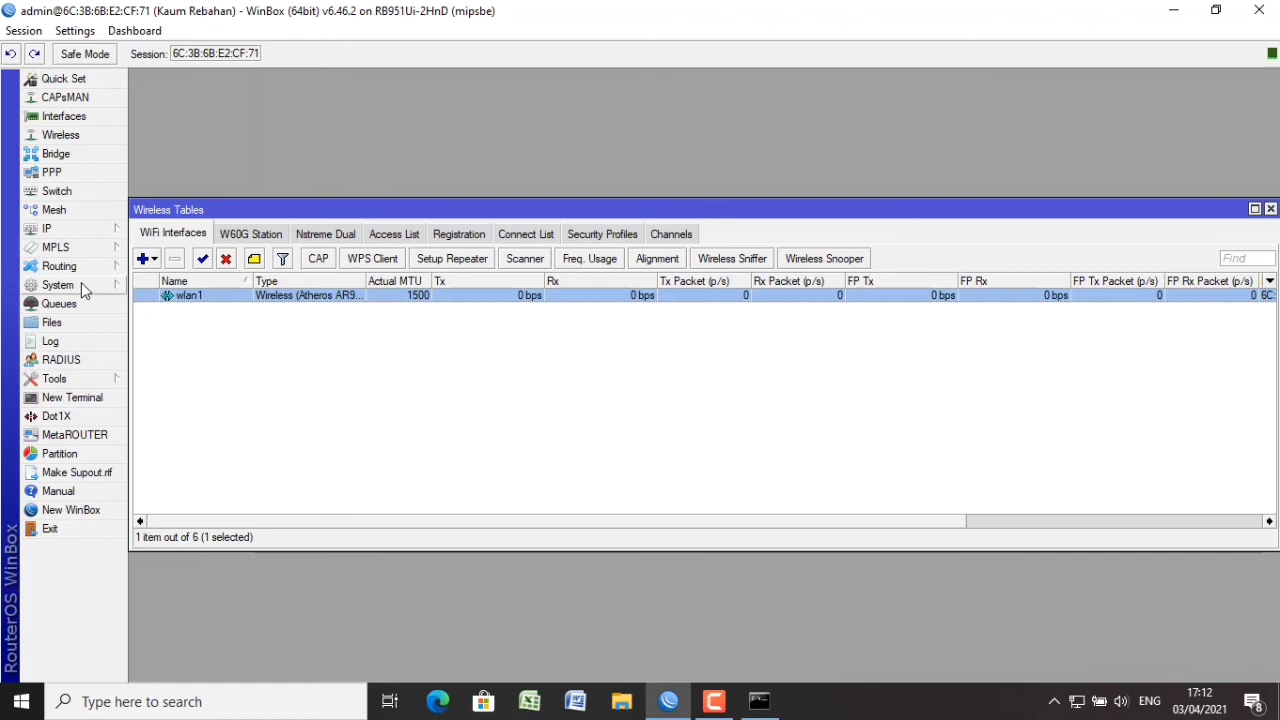 admin@6C:3B:6B:E2:CF:71 (Kaum Rebahan) - WinBox (64bit) v6.46.2 on RB951Ui-2HnD (mipsbe)
Session Settings Dashboard
Safe Mode Session: 6C:3B:6B:E2:CF:71
Quick Set
CAPsMAN
Interfaces
Wireless
Bridge
PPP
Switch
Mesh
IP
MPLS
Routing
System
Queues
Files
Log
RADIUS
Tools
New Terminal
Dot1X
MetaROUTER
Partition
Make Supout.rif
Manual
New WinBox
Exit
RouterOS WinBox
Wireless Tables
WiFi Interfaces W60G Station Nstreme Dual Access List Registration Connect List Security Profiles Channels
CAP WPS Client Setup Repeater Scanner Freq. Usage Alignment Wireless Sniffer Wireless Snooper Find
Name Type Actual MTU Tx Rx Tx Packet (p/s) Rx Packet (p/s) FP Tx FP Rx FP Tx Packet (p/s) FP Rx Packet (p/s)
wlan1 Wireless (Atheros AR9... 1500 0 bps 0 bps 0 0 0 bps 0 bps 0 0 6C:
1 item out of 6 (1 selected)
Type here to search
ENG
17:12
03/04/2021
8